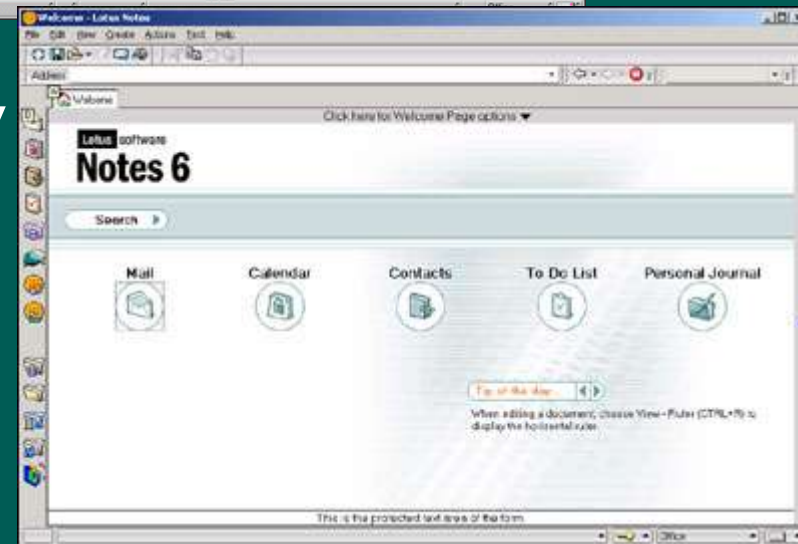 Welcome - Lotus Notes
File Edit View Create Actions Text Help
Address
Welcome
Click here for Welcome Page options
Lotus software
Notes 6
Search
Mail Calendar Contacts To Do List Personal Journal
Tip of the day
When editing a document, choose View - Ruler (CTRL+R) to
display the horizontal ruler.
This is the protected text area of the form
Office